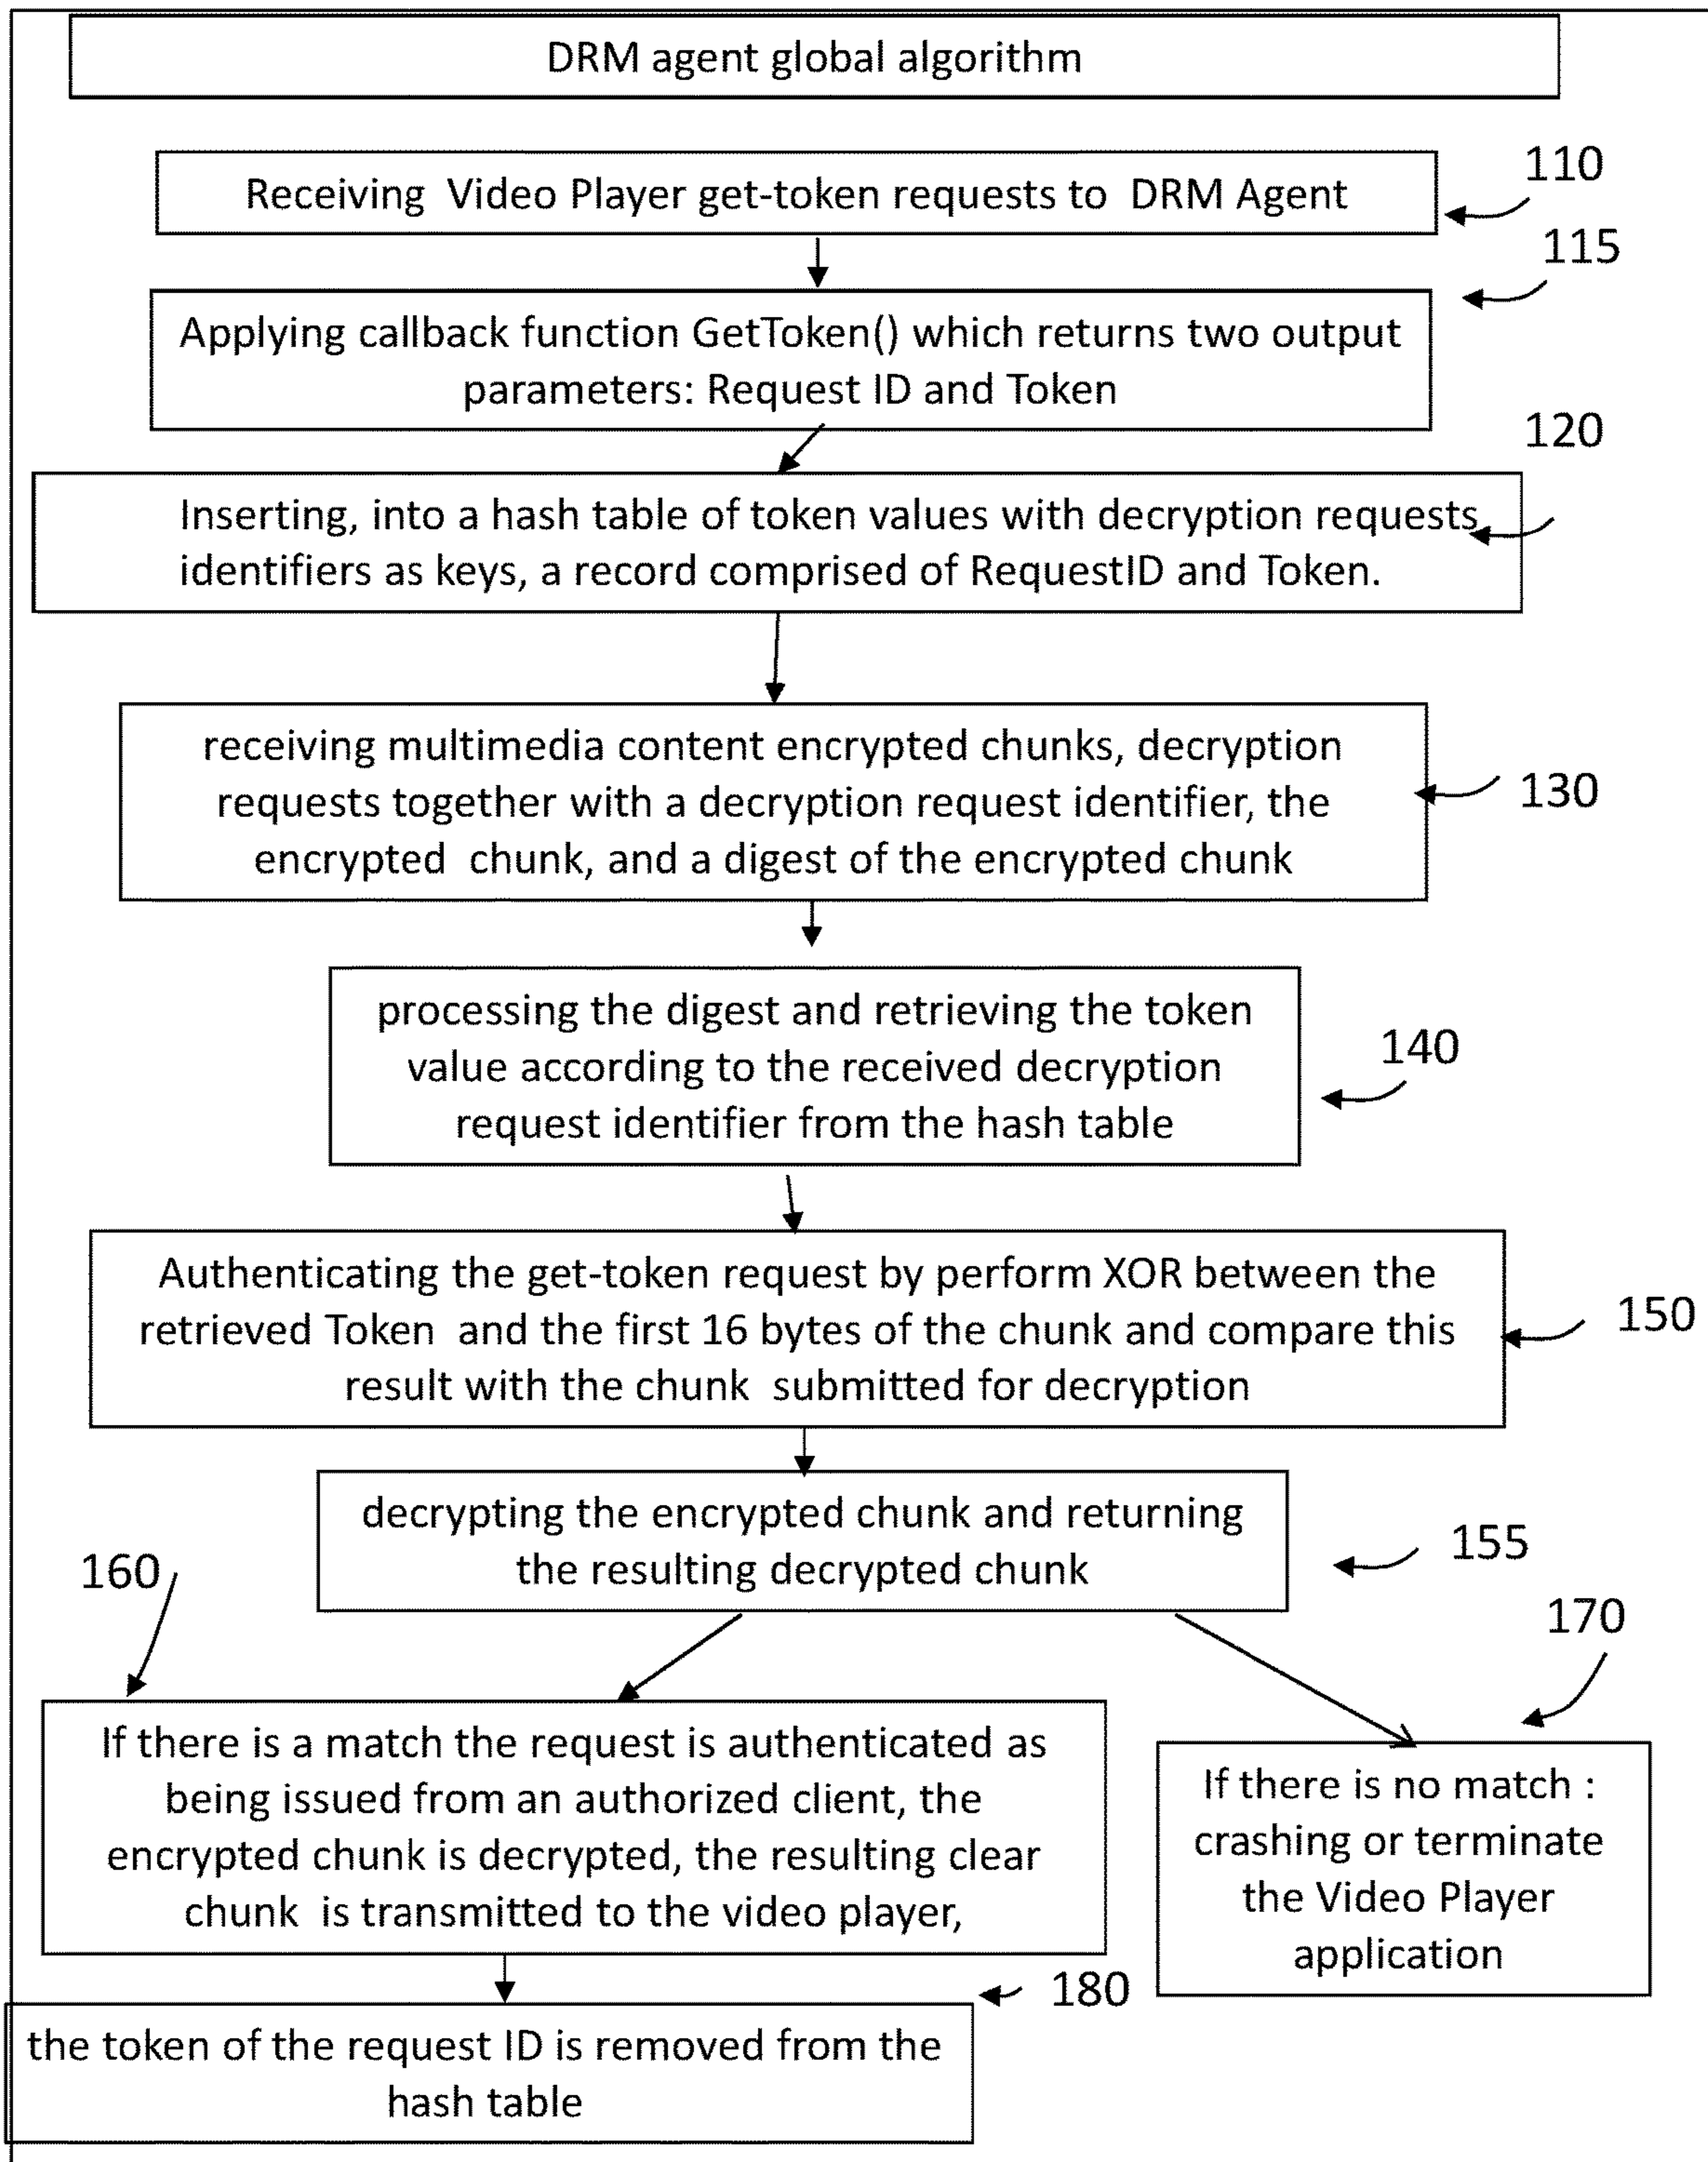 DRM agent global algorithm
Receiving Video Player get-token requests to DRM Agent
110
115
Applying callback function GetToken() which returns two output
parameters: Request ID and Token
120
Inserting, into a hash table of token values with decryption requests
identifiers as keys, a record comprised of RequestID and Token.
receiving multimedia content encrypted chunks, decryption
requests together with a decryption request identifier, the
encrypted chunk, and a digest of the encrypted chunk
130
processing the digest and retrieving the token
value according to the received decryption
request identifier from the hash table
140
Authenticating the get-token request by perform XOR between the
retrieved Token and the first 16 bytes of the chunk and compare this
result with the chunk submitted for decryption
150
decrypting the encrypted chunk and returning
the resulting decrypted chunk
155
160
170
If there is a match the request is authenticated as
being issued from an authorized client, the
encrypted chunk is decrypted, the resulting clear
chunk is transmitted to the video player,
If there is no match :
crashing or terminate
the Video Player
application
180
the token of the request ID is removed from the
hash table